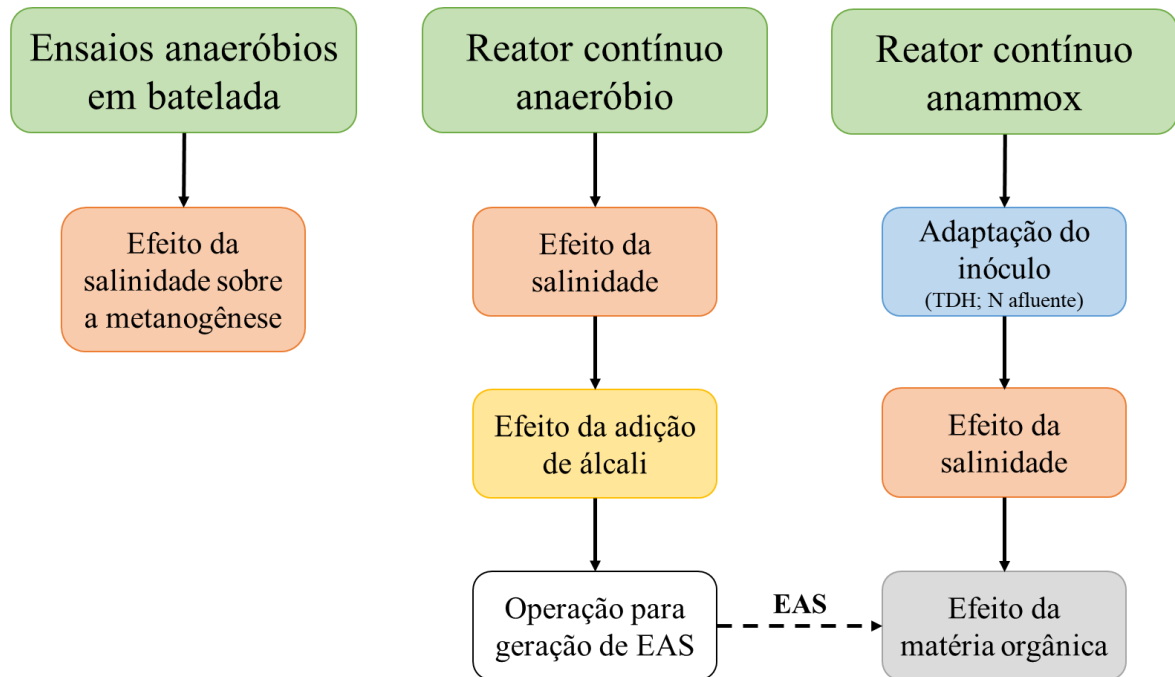 Ensaios anaeróbios
em batelada
Efeito da
salinidade sobre
a metanogênese
Reator contínuo
anaeróbio
Efeito da
salinidade
Efeito da adição
de álcali
Operação para
geração de EAS
EAS
Reator contínuo
anammox
Adaptação do
inóculo
(TDH; N afluente)
Efeito da
salinidade
Efeito da
matéria orgânica